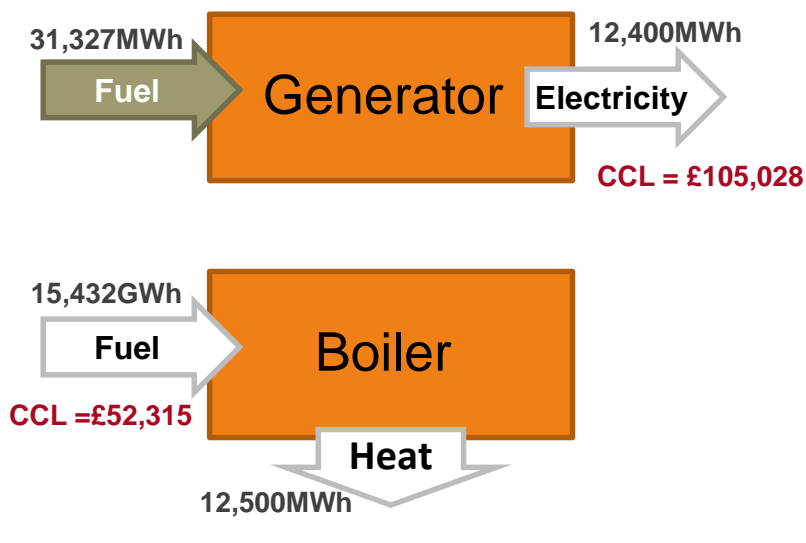 31,327MWh
12,400MWh
Fuel
Generator
Electricity
CCL = £105,028
15,432GWh
Fuel
Boiler
CCL =£52,315
Heat
12,500MWh